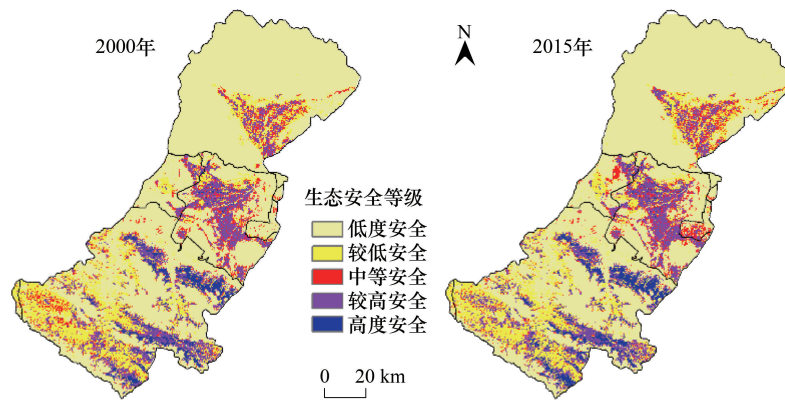 2000年
N
2015年
生态安全等级
低度安全
较低安全
中等安全
较高安全
高度安全
0 20 km